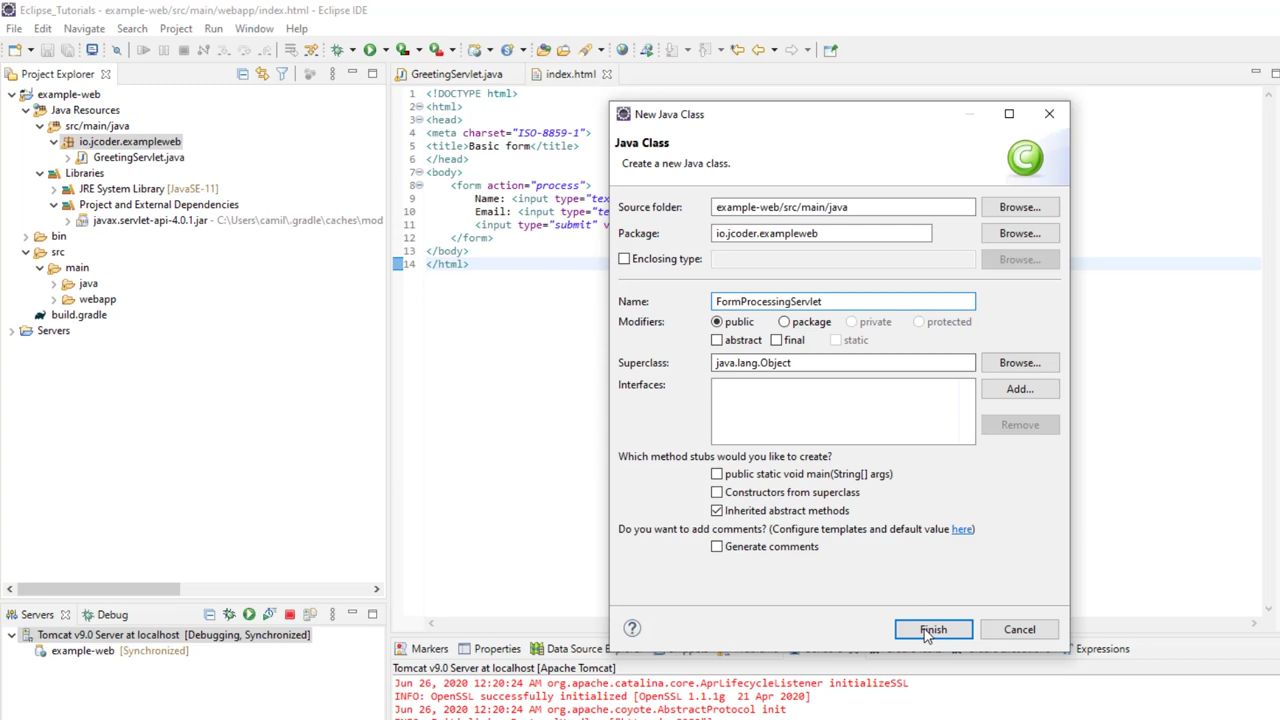 Eclipse_Tutorials - example-web/src/main/webapp/index.html - Eclipse IDE
File Edit Navigate Search Project Run Window Help
Project Explorer
example-web
Java Resources
src/main/java
io.jcoder.exampleweb
GreetingServlet.java
Libraries
JRE System Library [JavaSE-11]
Project and External Dependencies
javax.servlet-api-4.0.1.jar - C:\Users\camil\.gradle\caches\mod
bin
src
main
java
webapp
build.gradle
Servers
GreetingServlet.java index.html
1 <!DOCTYPE html>
2 <html>
3 <head>
4 <meta charset="ISO-8859-1">
5 <title>Basic form</title>
6 </head>
7 <body>
8 <form action="process">
9 Name: <input type="tex
10 Email: <input type="te
11 <input type="submit" v
12 </form>
13 </body>
14 </html>
New Java Class
Java Class
Create a new Java class.
C
Source folder: example-web/src/main/java Browse...
Package: io.jcoder.exampleweb Browse...
Enclosing type: Browse...
Name: FormProcessingServlet
Modifiers: public package private protected
abstract final static
Superclass: java.lang.Object Browse...
Interfaces: Add...
Remove
Which method stubs would you like to create?
public static void main(String[] args)
Constructors from superclass
Inherited abstract methods
Do you want to add comments? (Configure templates and default value here)
Generate comments
? Finish Cancel
Servers Debug
Tomcat v9.0 Server at localhost [Debugging, Synchronized]
example-web [Synchronized]
Markers Properties Data Source Expressions
Tomcat v9.0 Server at localhost [Apache Tomcat]
Jun 26, 2020 12:20:24 AM org.apache.catalina.core.AprLifecycleListener initializeSSL
INFO: OpenSSL successfully initialized [OpenSSL 1.1.1g 21 Apr 2020]
Jun 26, 2020 12:20:24 AM org.apache.coyote.AbstractProtocol init